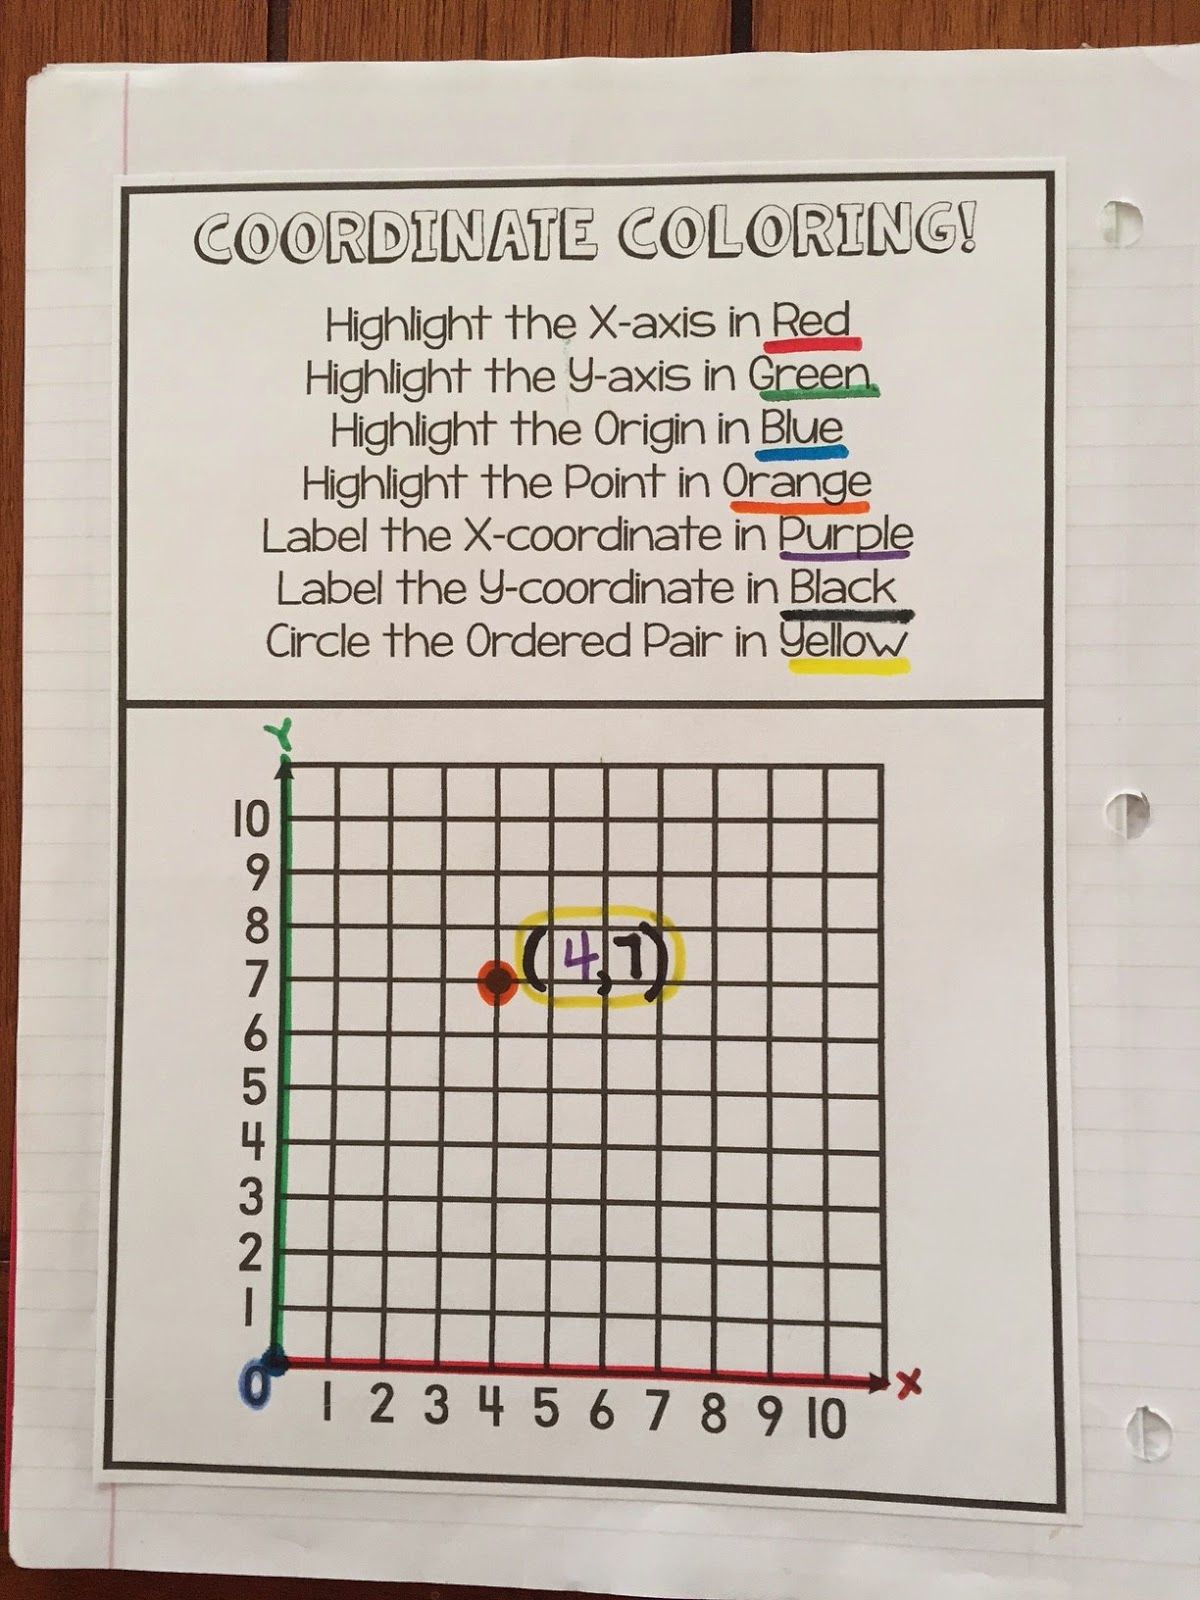 COORDINATE COLORING!
Highlight the X-axis in Red
Highlight the Y-axis in Green
Highlight the Origin in Blue
Highlight the Point in Orange
Label the X-coordinate in Purple
Label the Y-coordinate in Black
Circle the Ordered Pair in Yellow
Y
10
9
8
(4,7)
7
6
5
4
3
2
1
0
1 2 3 4 5 6 7 8 9 10 X